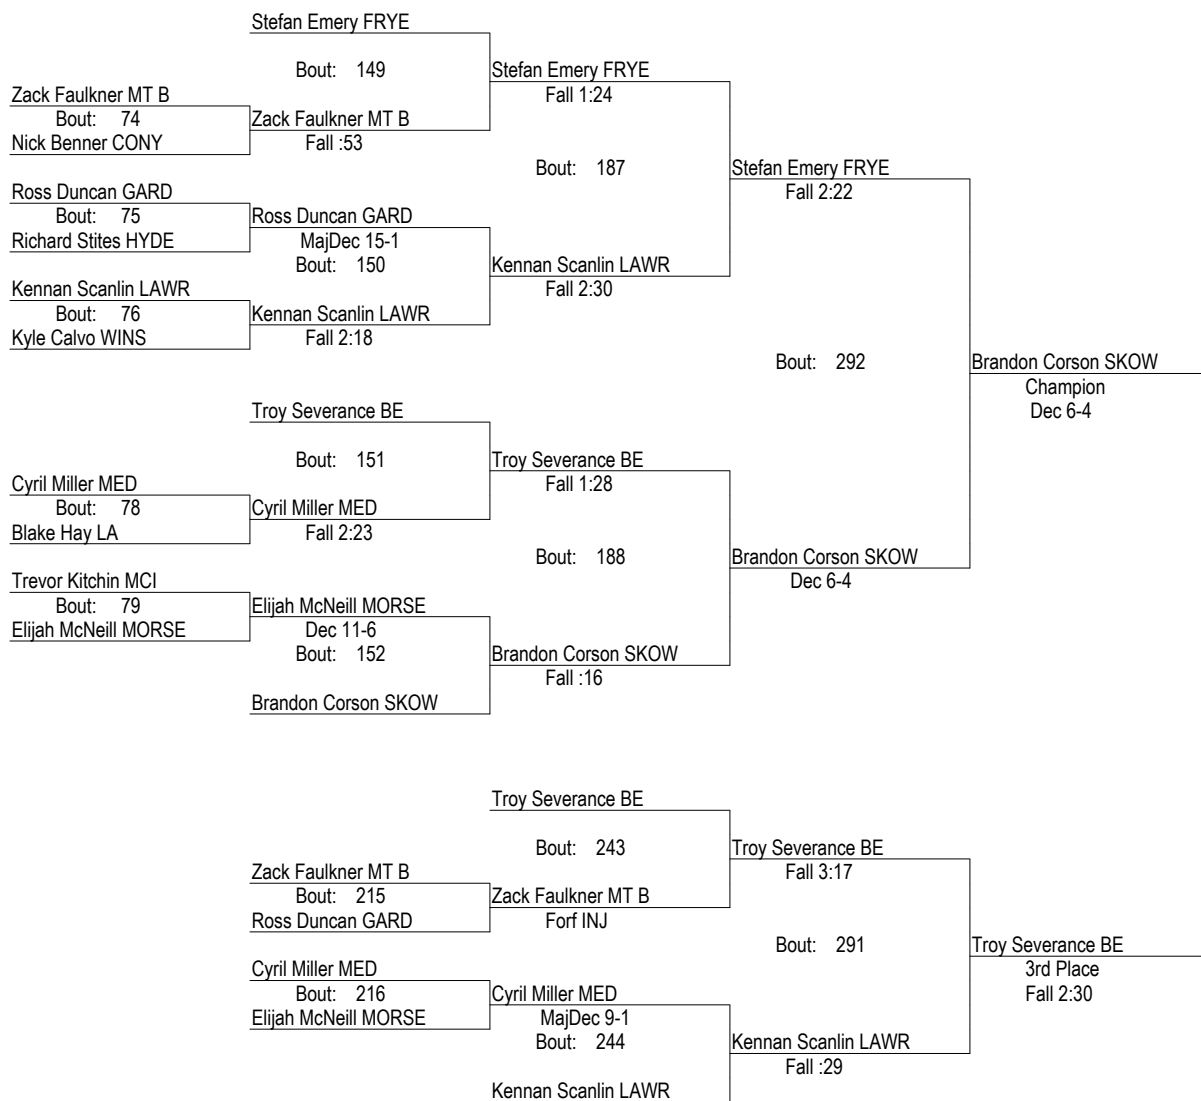 Stefan Emery FRYE
Bout: 149
Stefan Emery FRYE
Zack Faulkner MT B
Fall 1:24
Bout: 74
Zack Faulkner MT B
Nick Benner CONY
Fall :53
Bout: 187
Stefan Emery FRYE
Ross Duncan GARD
Fall 2:22
Bout: 75
Ross Duncan GARD
Richard Stites HYDE
MajDec 15-1
Bout: 150
Kennan Scanlin LAWR
Kennan Scanlin LAWR
Fall 2:30
Bout: 76
Kennan Scanlin LAWR
Kyle Calvo WINS
Fall 2:18
Bout: 292
Brandon Corson SKOW
Champion
Troy Severance BE
Dec 6-4
Bout: 151
Troy Severance BE
Cyril Miller MED
Fall 1:28
Bout: 78
Cyril Miller MED
Blake Hay LA
Fall 2:23
Bout: 188
Brandon Corson SKOW
Trevor Kitchin MCI
Dec 6-4
Bout: 79
Elijah McNeill MORSE
Elijah McNeill MORSE
Dec 11-6
Bout: 152
Brandon Corson SKOW
Fall :16
Brandon Corson SKOW
Troy Severance BE
Bout: 243
Troy Severance BE
Zack Faulkner MT B
Fall 3:17
Bout: 215
Zack Faulkner MT B
Ross Duncan GARD
Forf INJ
Bout: 291
Troy Severance BE
Cyril Miller MED
3rd Place
Bout: 216
Cyril Miller MED
Fall 2:30
Elijah McNeill MORSE
MajDec 9-1
Bout: 244
Kennan Scanlin LAWR
Fall :29
Kennan Scanlin LAWR